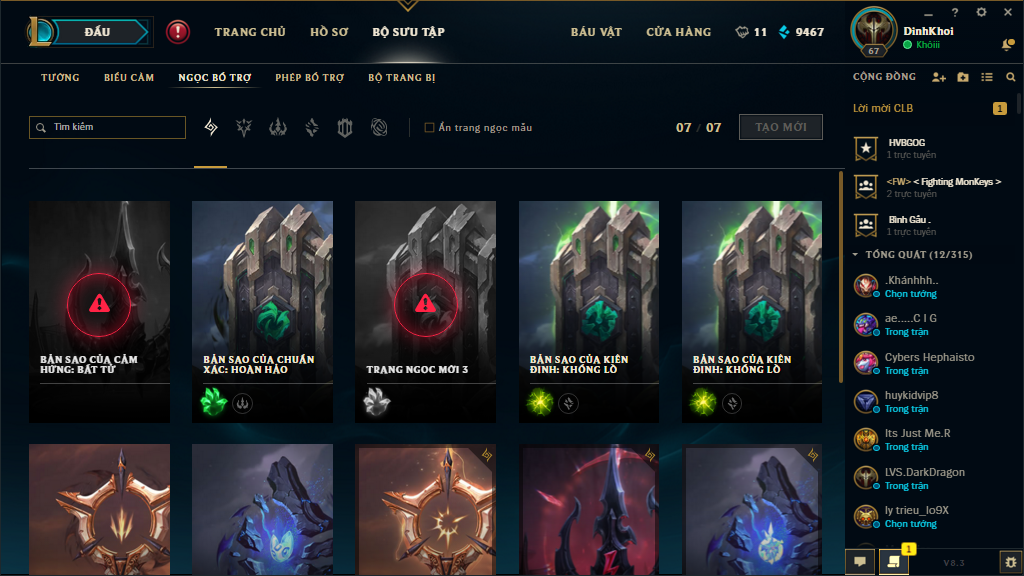 ĐẤU
TRANG CHỦ
HỒ SƠ
BỘ SƯU TẬP
BÁU VẬT
CỬA HÀNG
11
9467
67
DinhKhoi
Khóiii
TƯỚNG
BIỂU CẢM
NGỌC BỔ TRỢ
PHÉP BỔ TRỢ
BỘ TRANG BỊ
CỘNG ĐỒNG
Tìm kiếm
Ẩn trang ngọc mẫu
07 / 07
TẠO MỚI
Lời mời CLB
1
HVBGOG
1 trực tuyến
<FW> < Fighting MonKeys >
2 trực tuyến
Bình Gấu .
1 trực tuyến
TỔNG QUÁT (12/315)
.Khánhhh..
Chọn tướng
ae.....C I G
Trong trận
Cybers Hephaisto
Trong trận
huykidvip8
Trong trận
Its Just Me.R
Trong trận
LVS.DarkDragon
Trong trận
ly trieu_lo9X
Chọn tướng
BẢN SAO CỦA CẢM
HỨNG: BẤT TỬ
BẢN SAO CỦA CHUẨN
XÁC: HOÀN HẢO
TRANG NGỌC MỚI 3
BẢN SAO CỦA KIÊN
ĐỊNH: KHỔNG LỒ
BẢN SAO CỦA KIÊN
ĐỊNH: KHỔNG LỒ
1
V8.3